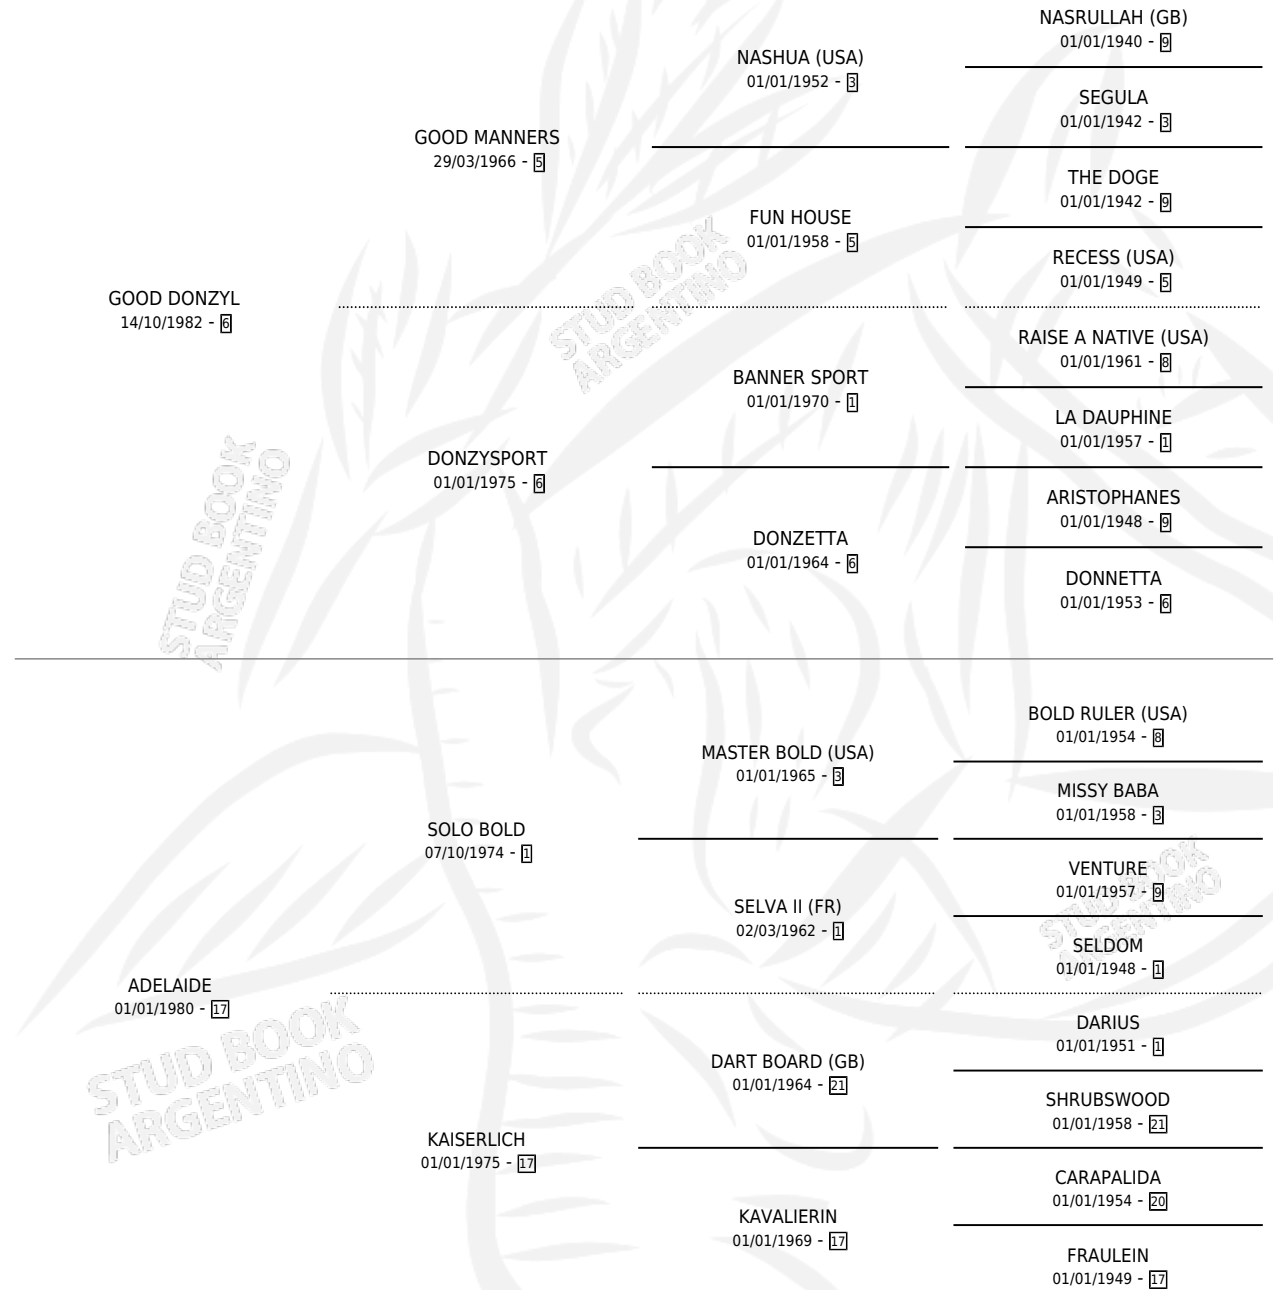 NASRULLAH (GB)
01/01/1940 - 9
NASHUA (USA)
01/01/1952 - 3
SEGULA
01/01/1942 - 3
GOOD MANNERS
29/03/1966 - 5
THE DOGE
01/01/1942 - 9
FUN HOUSE
01/01/1958 - 5
RECESS (USA)
01/01/1949 - 5
GOOD DONZYL
14/10/1982 - 6
RAISE A NATIVE (USA)
01/01/1961 - 8
BANNER SPORT
01/01/1970 - 1
LA DAUPHINE
01/01/1957 - 1
DONZYSPORT
01/01/1975 - 6
ARISTOPHANES
01/01/1948 - 9
DONZETTA
01/01/1964 - 6
DONNETTA
01/01/1953 - 6
STUD BOOK
ARGENTINO
STUD BOOK
ARGENTINO
BOLD RULER (USA)
01/01/1954 - 8
MASTER BOLD (USA)
01/01/1965 - 3
MISSY BABA
01/01/1958 - 3
SOLO BOLD
07/10/1974 - 1
VENTURE
01/01/1957 - 9
SELVA II (FR)
02/03/1962 - 1
SELDOM
01/01/1948 - 1
ADELAIDE
01/01/1980 - 17
DARIUS
01/01/1951 - 1
DART BOARD (GB)
01/01/1964 - 21
SHRUBSWOOD
01/01/1958 - 21
KAISERLICH
01/01/1975 - 17
CARAPALIDA
01/01/1954 - 20
KAVALIERIN
01/01/1969 - 17
FRAULEIN
01/01/1949 - 17
STUD BOOK
ARGENTINO
STUD BOOK
ARGENTINO